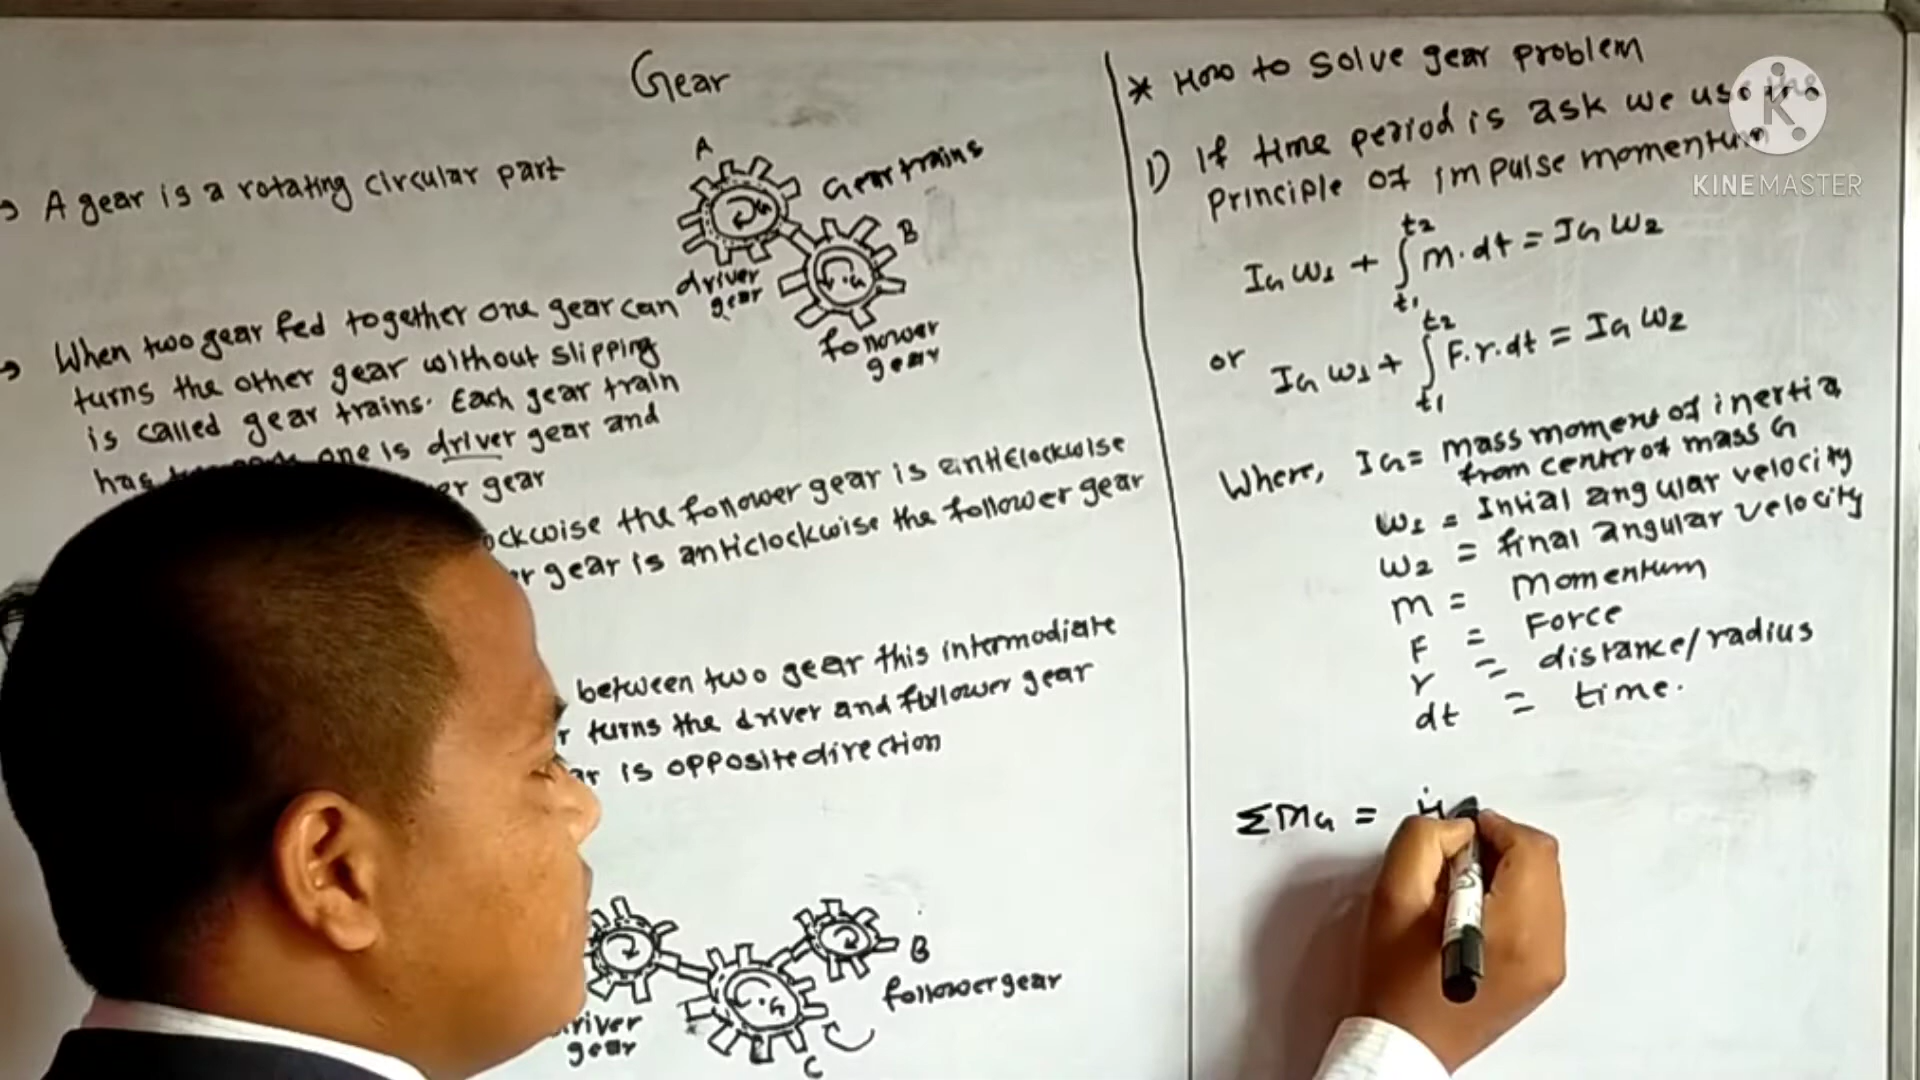 Gear
→ A gear is a rotating circular part
A
Gear trains
B
G
G
driver
gear
follower
gear
→ When two gear fed together one gear can
turns the other gear without slipping
is called gear trains. Each gear train
has one is driver gear and
er gear
ockwise the follower gear is anticlockwise
er gear is anticlockwise the follower gear
between two gear this intermediate
r turns the driver and follower gear
ar is opposite direction
B
follower gear
driver
gear
G
C
* How to solve gear problem
1) If time period is ask we use the
principle of impulse momentum
IG ω1 + ∫t1t2 M.dt = IG ω2
or IG ω1 + ∫t1t2 F.r.dt = IG ω2
Where, IG = mass moment of inertia
from center of mass G
ω1 = Intial angular velocity
ω2 = final angular velocity
M = Momentum
F = Force
r = distance/radius
dt = time.
ΣMG = Ḣ
K
KINEMASTER